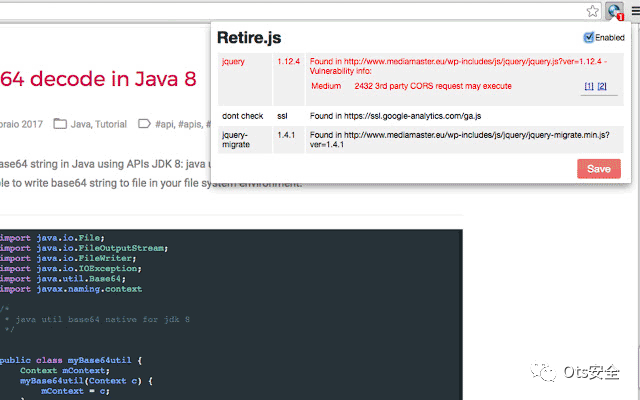 1
Retire.js
Enabled
jquery 1.12.4 Found in http://www.mediamaster.eu/wp-includes/js/jquery/jquery.js?ver=1.12.4 -
Vulnerability info:
Medium 2432 3rd party CORS request may execute [1] [2]
dont check ssl Found in https://ssl.google-analytics.com/ga.js
jquery- 1.4.1 Found in http://www.mediamaster.eu/wp-includes/js/jquery/jquery-migrate.min.js?
migrate ver=1.4.1
Save
64 decode in Java 8
braio 2017 Java, Tutorial #api, #apis, #
ase64 string in Java using APIs JDK 8: java u
le to write base64 string to file in your file system environment.
import java.io.File;
import java.io.FileOutputStream;
import java.io.FileWriter;
import java.io.IOException;
import java.util.Base64;
import javax.naming.context
/*
* java util base64 native for jdk 8
*/
public class myBase64util {
Context mContext;
myBase64util(Context c) {
mContext = c;
Ots安全